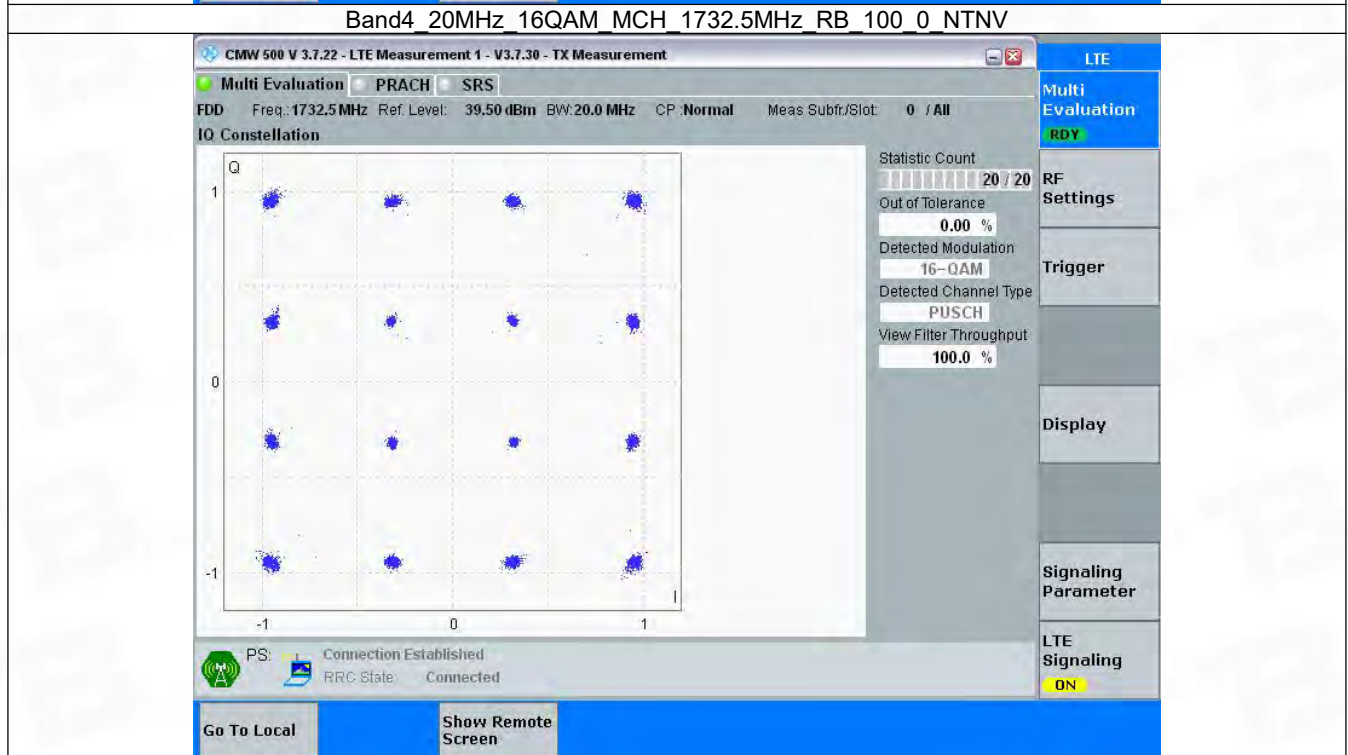 Band4_20MHz_16QAM_MCH_1732.5MHz_RB_100_0_NTNV
CMW 500 V 3.7.22 - LTE Measurement 1 - V3.7.30 - TX Measurement
LTE
Multi Evaluation PRACH SRS
Multi
Evaluation
RDY
FDD Freq.: 1732.5 MHz Ref. Level: 39.50 dBm BW: 20.0 MHz CP :Normal Meas Subfr./Slot: 0 / All
IQ Constellation
Q
1
0
-1
I
-1 0 1
Statistic Count
20 / 20
Out of Tolerance
0.00 %
Detected Modulation
16-QAM
Detected Channel Type
PUSCH
View Filter Throughput
100.0 %
RF
Settings
Trigger
Display
Signaling
Parameter
LTE
Signaling
ON
PS: Connection Established
RRC State: Connected
Go To Local
Show Remote
Screen